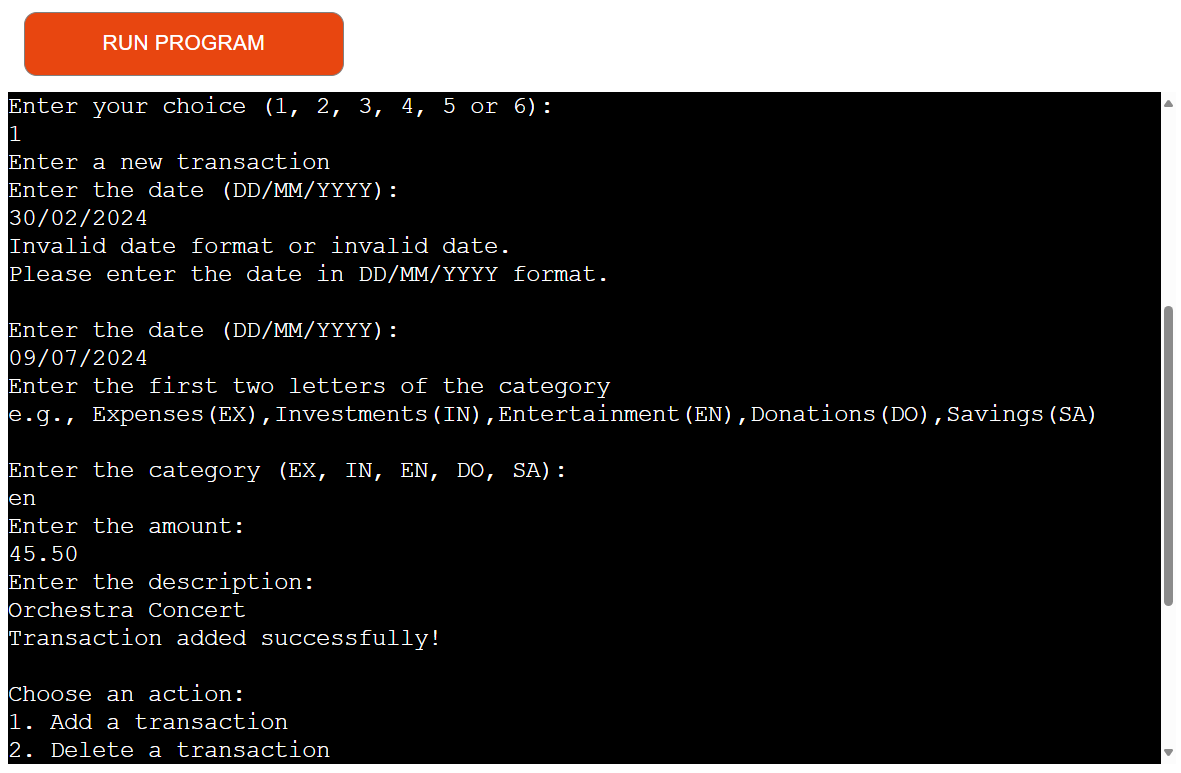 RUN PROGRAM
Enter your choice (1, 2, 3, 4, 5 or 6):
1
Enter a new transaction
Enter the date (DD/MM/YYYY):
30/02/2024
Invalid date format or invalid date.
Please enter the date in DD/MM/YYYY format.
Enter the date (DD/MM/YYYY):
09/07/2024
Enter the first two letters of the category
e.g., Expenses(EX),Investments(IN),Entertainment(EN),Donations(DO),Savings(SA)
Enter the category (EX, IN, EN, DO, SA):
en
Enter the amount:
45.50
Enter the description:
Orchestra Concert
Transaction added successfully!
Choose an action:
1. Add a transaction
2. Delete a transaction